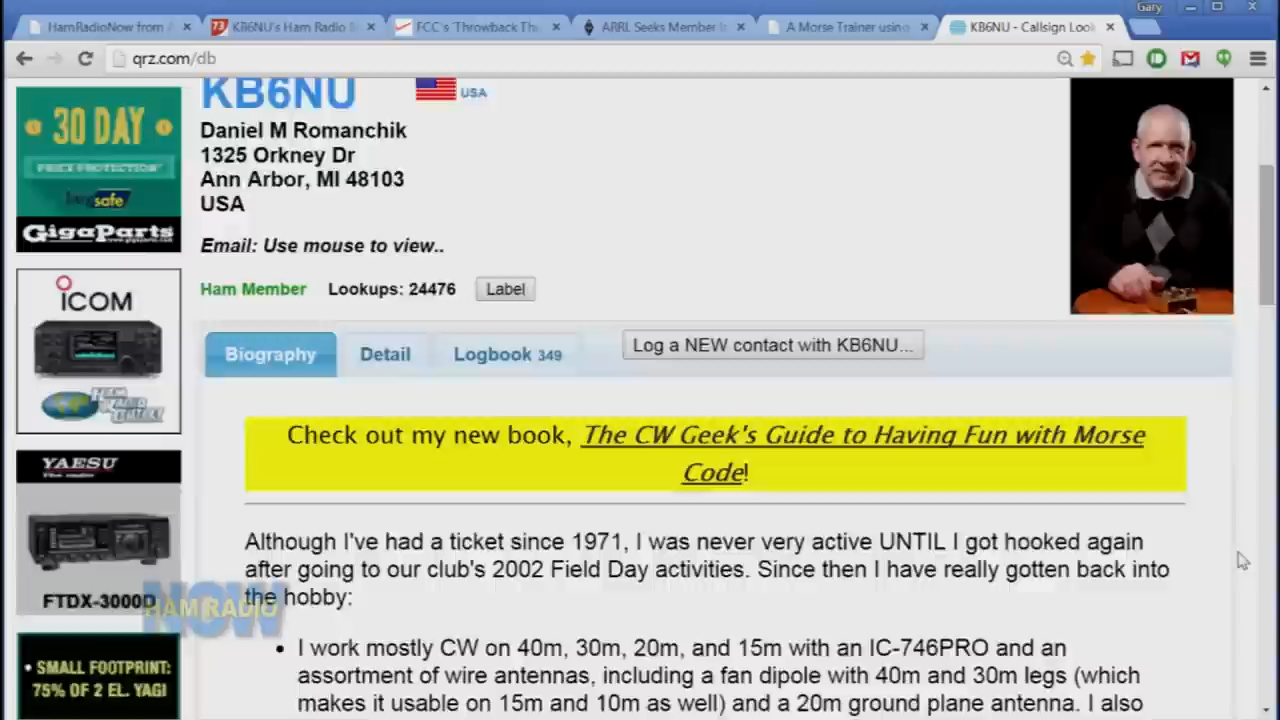 Gary
HamRadioNow from
KB6NU's Ham Radio
FCC's 'Throwback Th
ARRL Seeks Member I
A Morse Trainer using
KB6NU - Callsign Look
qrz.com/db
KB6NU
USA
Daniel M Romanchik
1325 Orkney Dr
Ann Arbor, MI 48103
USA
Email: Use mouse to view..
Ham Member Lookups: 24476 Label
Biography Detail Logbook 349 Log a NEW contact with KB6NU...
Check out my new book, The CW Geek's Guide to Having Fun with Morse
Code!
Although I've had a ticket since 1971, I was never very active UNTIL I got hooked again
after going to our club's 2002 Field Day activities. Since then I have really gotten back into
the hobby:
• I work mostly CW on 40m, 30m, 20m, and 15m with an IC-746PRO and an
assortment of wire antennas, including a fan dipole with 40m and 30m legs (which
makes it usable on 15m and 10m as well) and a 20m ground plane antenna. I also
30 DAY
PRICE PROTECTION*
buysafe
GigaParts
www.gigaparts.com
ICOM
YAESU
The radio
FTDX-3000D
HAM RADIO
NOW
• SMALL FOOTPRINT:
75% OF 2 EL. YAGI